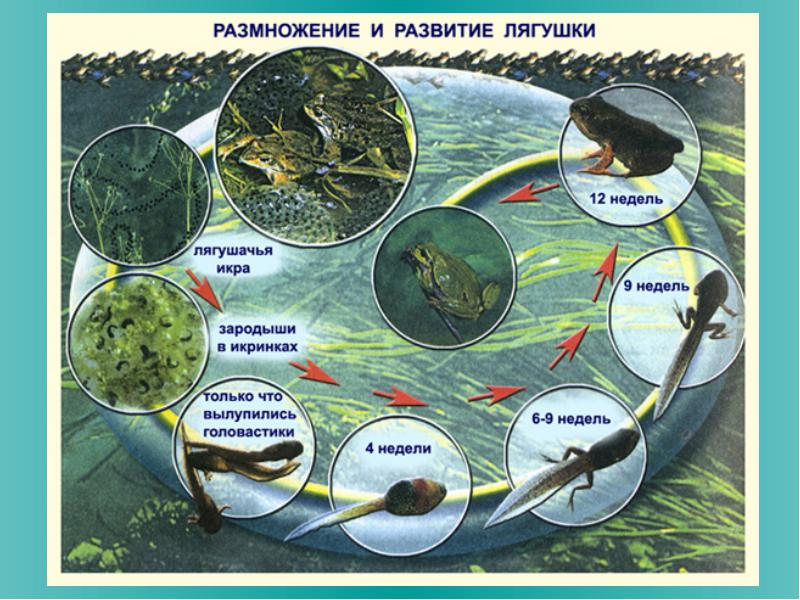 РАЗМНОЖЕНИЕ И РАЗВИТИЕ ЛЯГУШКИ
лягушачья
икра
зародыши
в икринках
только что
вылупились
головастики
4 недели
6-9 недель
9 недель
12 недель